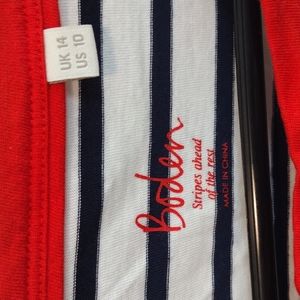 UK 14
US 10
Boden
Stripes ahead
of the rest
MADE IN CHINA